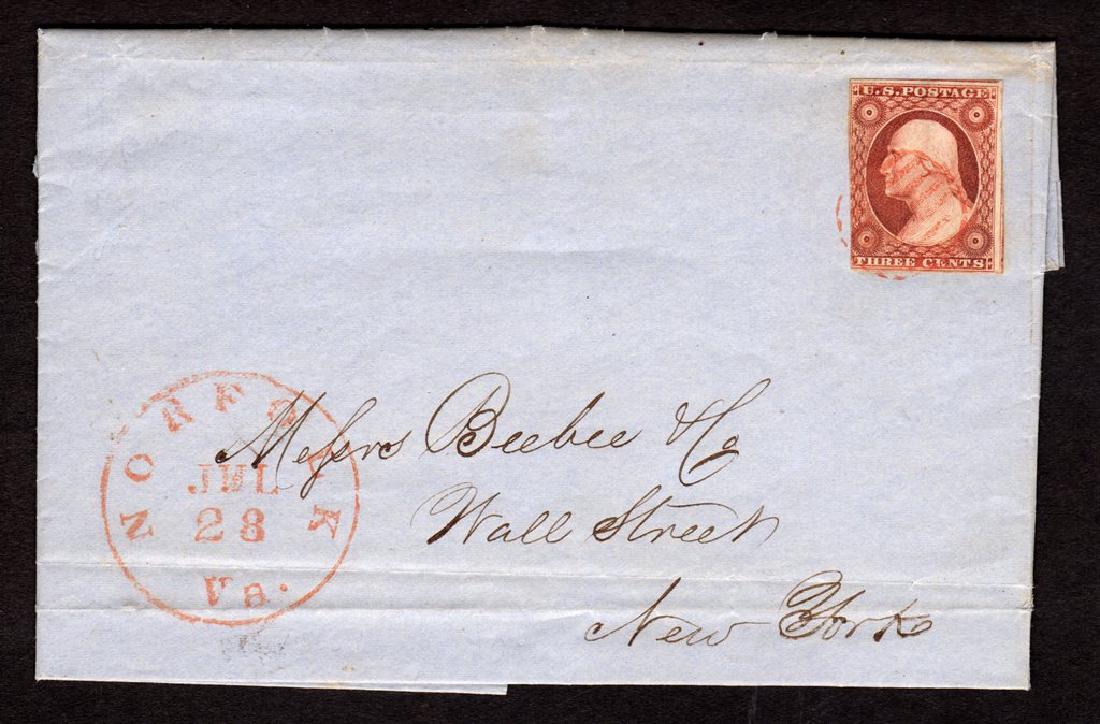 U.S. POSTAGE
THREE CENTS
NORFOLK
JUL
28
Va.
Messrs Beebee & Co
Wall Street
New York